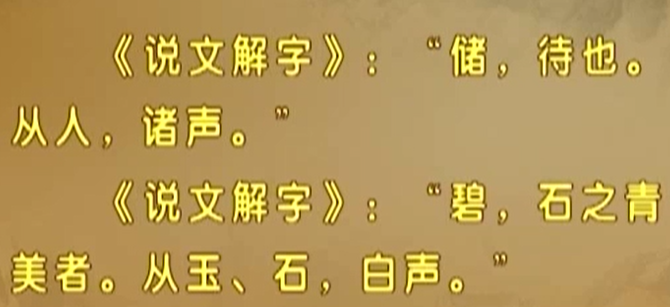 《说文解字》：“储，待也。
从人，诸声。”
《说文解字》：“碧，石之青
美者。从玉、石，白声。”